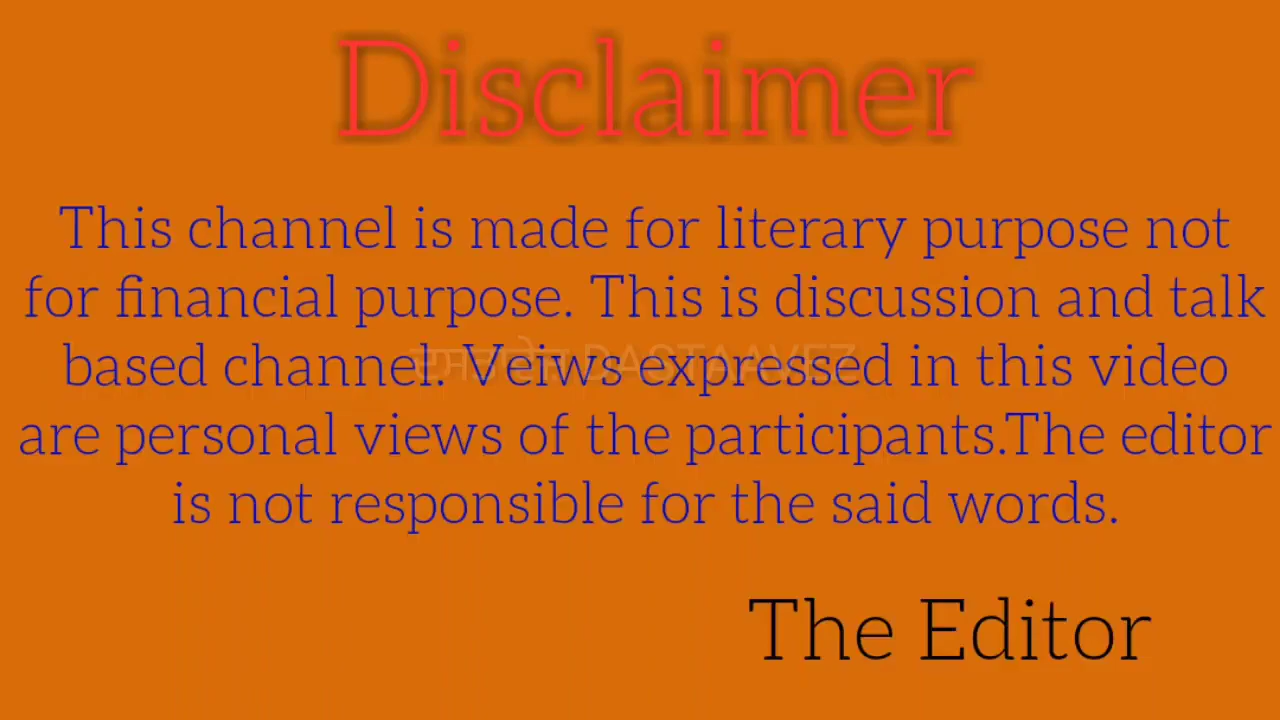 Disclaimer
This channel is made for literary purpose not
for financial purpose. This is discussion and talk
based channel. Veiws expressed in this video
are personal views of the participants.The editor
is not responsible for the said words.
DASTAAVEZ
The Editor